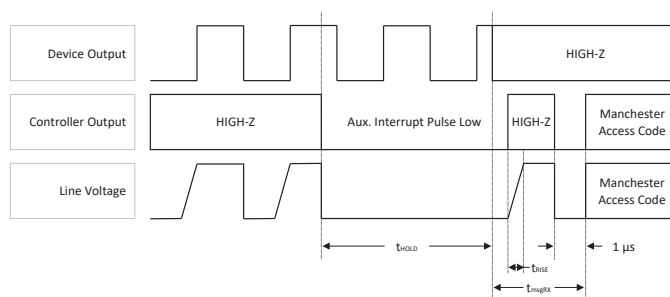 Device Output
HIGH-Z
Controller Output
HIGH-Z
Aux. Interrupt Pulse Low
HIGH-Z
Manchester
Access Code
Line Voltage
Manchester
Access Code
tHOLD
1 µs
tRISE
tmsgRX